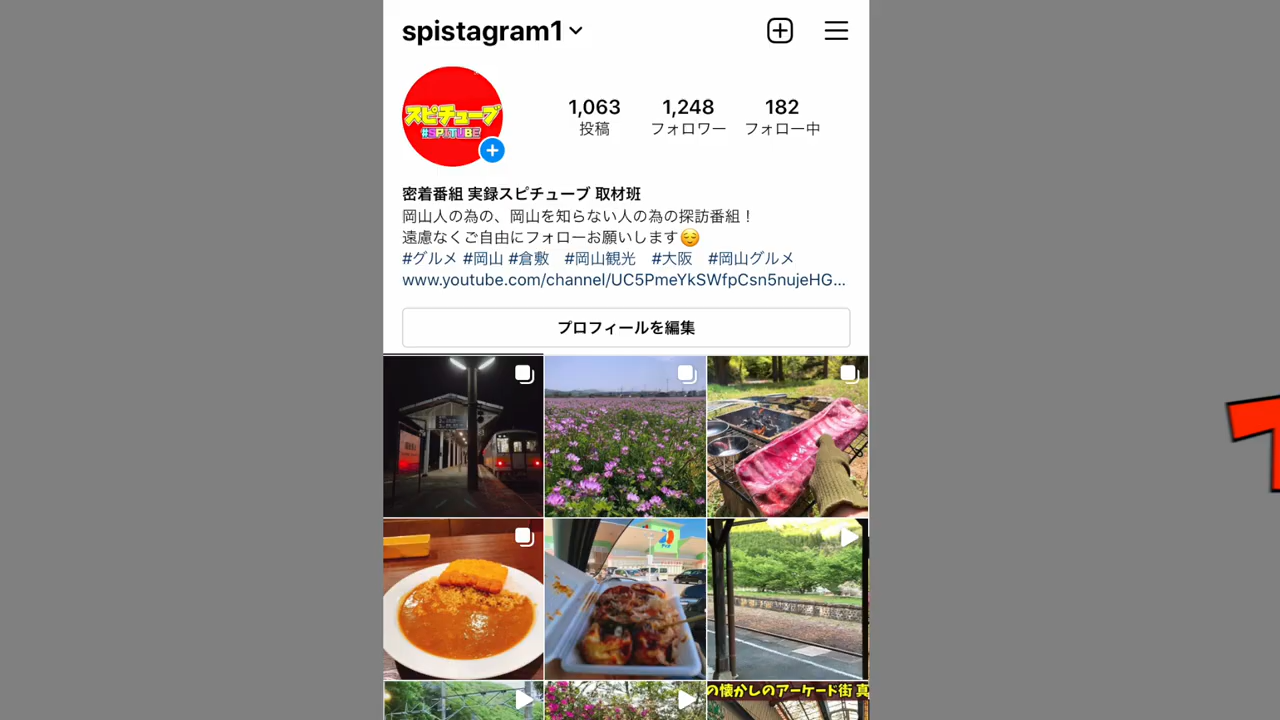 spistagram1
スピチューブ
#SPITUBE
1,063
投稿
1,248
フォロワー
182
フォロー中
密着番組 実録スピチューブ 取材班
岡山人の為の、岡山を知らない人の為の探訪番組！
遠慮なくご自由にフォローお願いします😌
#グルメ #岡山 #倉敷　#岡山観光　#大阪　#岡山グルメ
www.youtube.com/channel/UC5PmeYkSWfpCsn5nujeHG...
プロフィールを編集
の懐かしのアーケード街 真